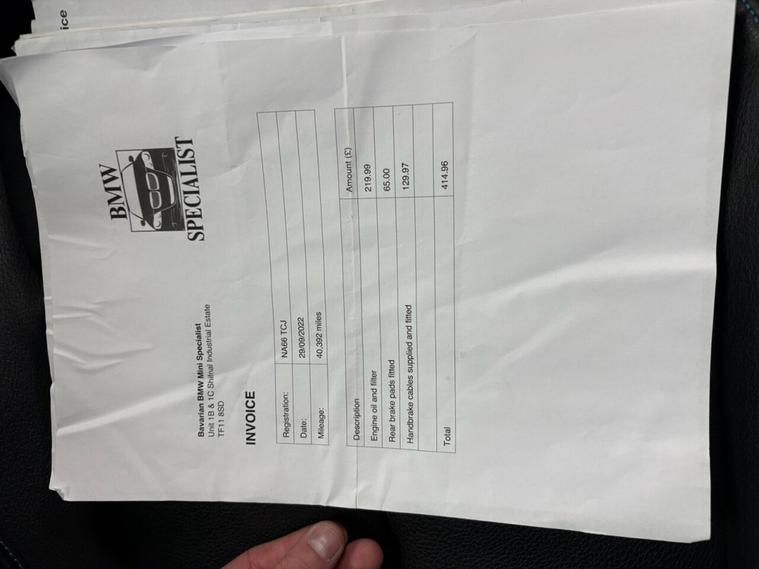 ice
BMW
SPECIALIST
Bavarian BMW Mini Specialist
Unit 1B & 1C Shifnal Industrial Estate
TF11 8SD
INVOICE
Registration: NA66 TCJ
Date: 29/09/2022
Mileage: 40,392 miles
Description Amount (£)
Engine oil and filter 219.99
Rear brake pads fitted 65.00
Handbrake cables supplied and fitted 129.97
Total 414.96